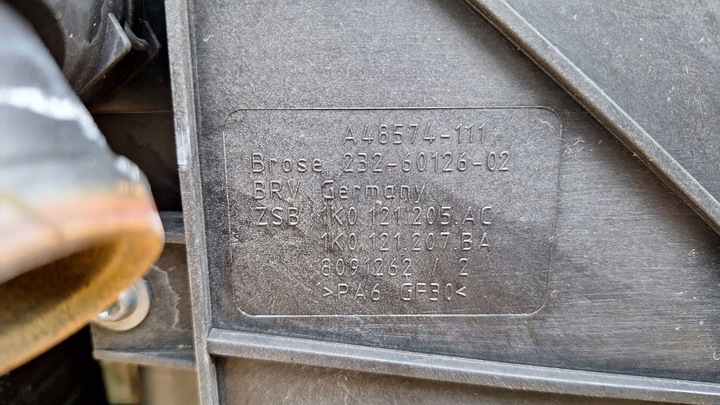 A48574-111
Brose 232-60126-02
BRV Germany
ZSB 1K0.121.205.AC
1K0.121.207.BA
8091262 / 2
>PA6 GF30<